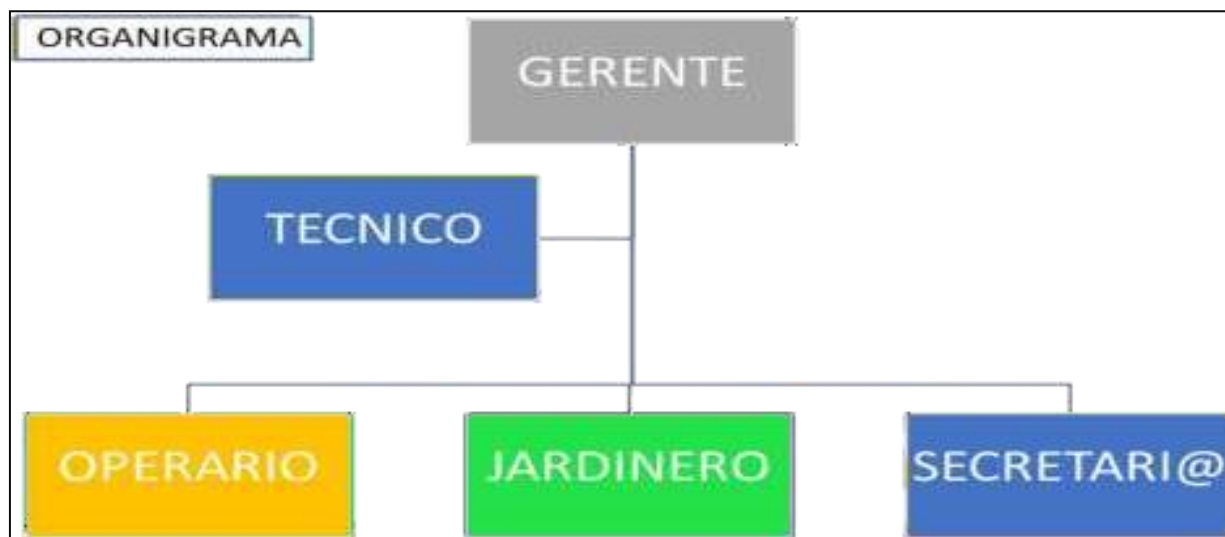 ORGANIGRAMA
GERENTE
TECNICO
OPERARIO
JARDINERO
SECRETARI@